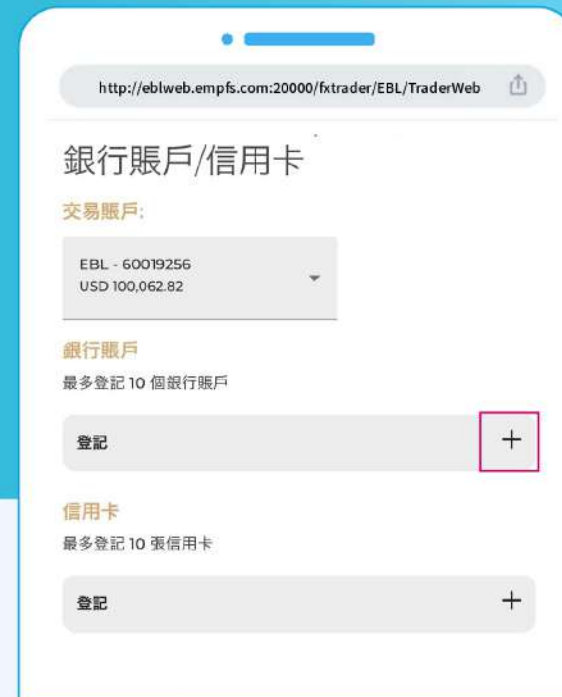 http://eblweb.empfs.com:20000/fxtrader/EBL/TraderWeb
銀行賬戶/信用卡
交易賬戶:
EBL - 60019256
USD 100,062.82
銀行賬戶
最多登記 10 個銀行賬戶
登記 +
信用卡
最多登記 10 張信用卡
登記 +